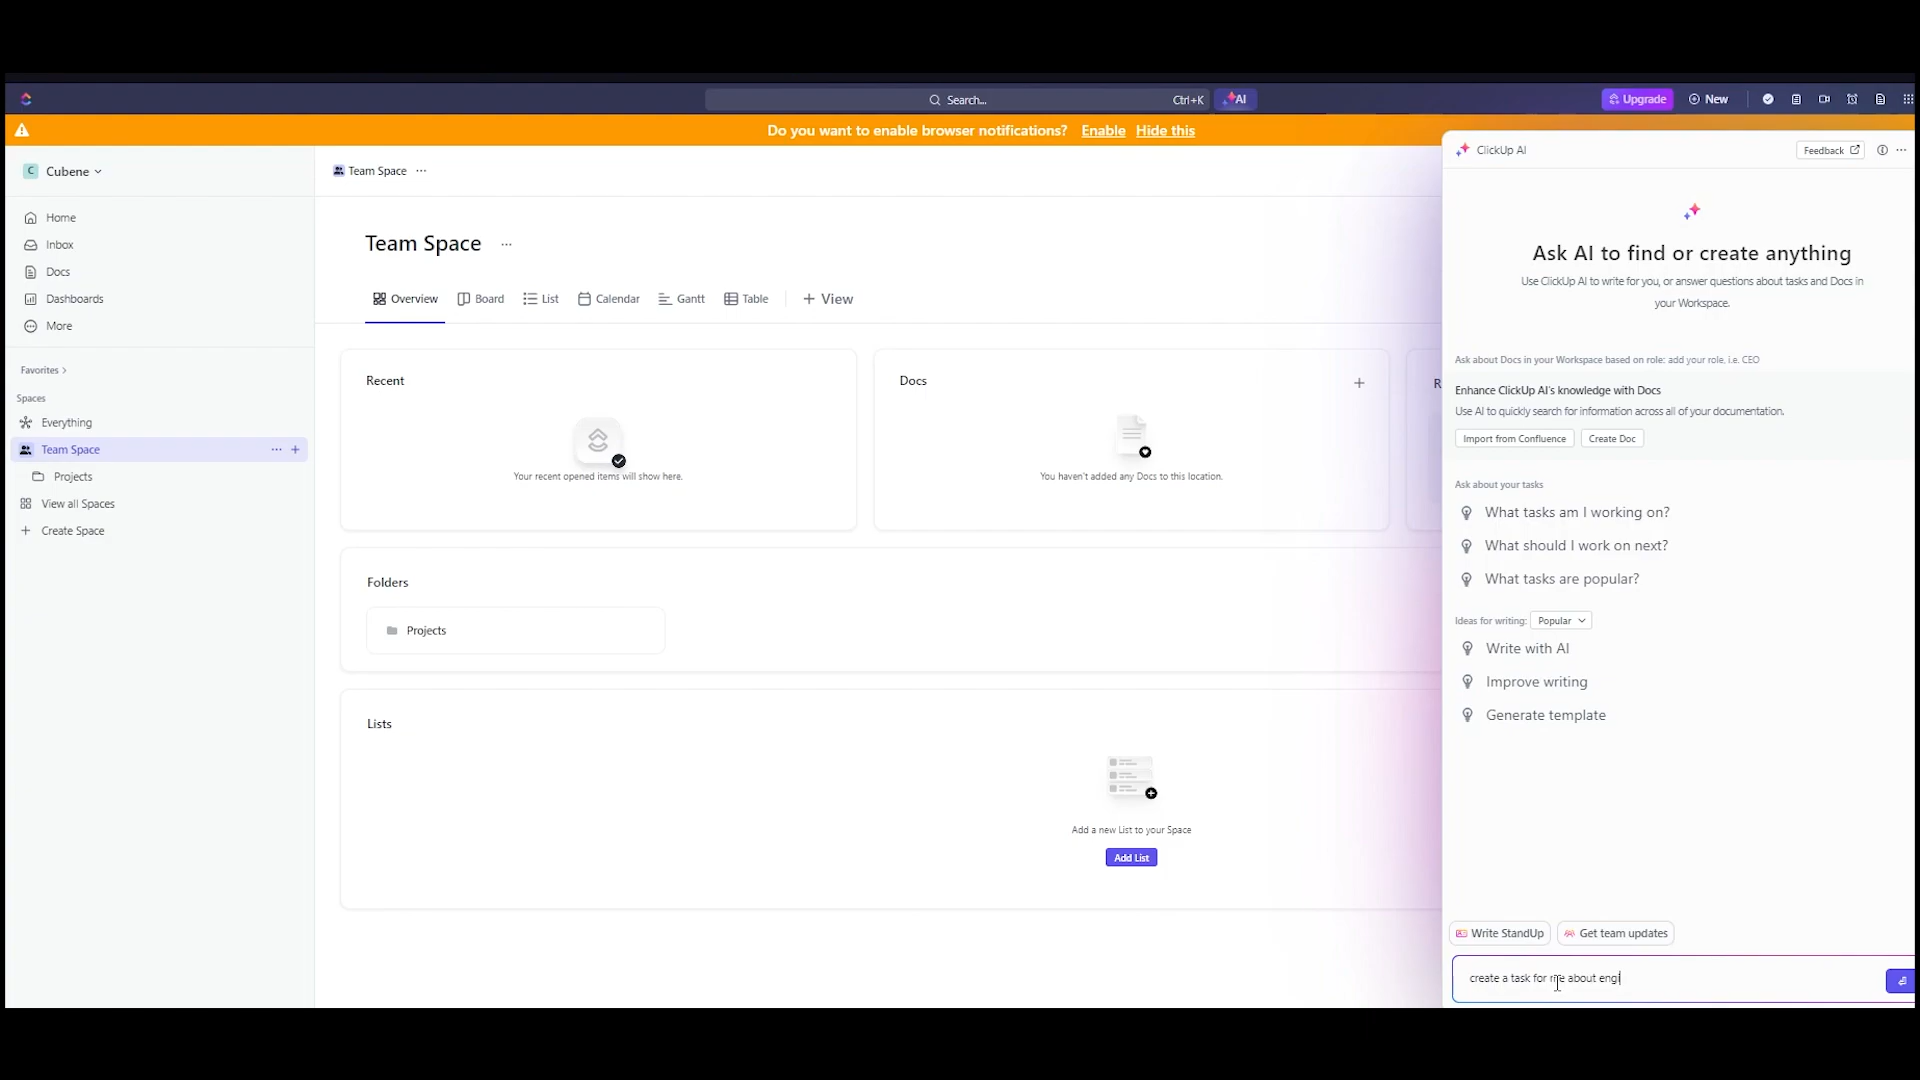 Search...
Ctrl+K
AI
Upgrade
New
Do you want to enable browser notifications? Enable Hide this
C Cubene
Home
Inbox
Docs
Dashboards
More
Favorites
Spaces
Everything
Team Space
Projects
View all Spaces
Create Space
Team Space
Team Space
Overview
Board
List
Calendar
Gantt
Table
+ View
Recent
Your recent opened items will show here.
Docs
You haven't added any Docs to this location.
R
Folders
Projects
Lists
Add a new List to your Space
Add List
ClickUp AI
Feedback
Ask AI to find or create anything
Use ClickUp AI to write for you, or answer questions about tasks and Docs in
your Workspace.
Ask about Docs in your Workspace based on role: add your role, i.e. CEO
Enhance ClickUp AI's knowledge with Docs
Use AI to quickly search for information across all of your documentation.
Import from Confluence
Create Doc
Ask about your tasks
What tasks am I working on?
What should I work on next?
What tasks are popular?
Ideas for writing: Popular
Write with AI
Improve writing
Generate template
Write StandUp
Get team updates
create a task for me about engi